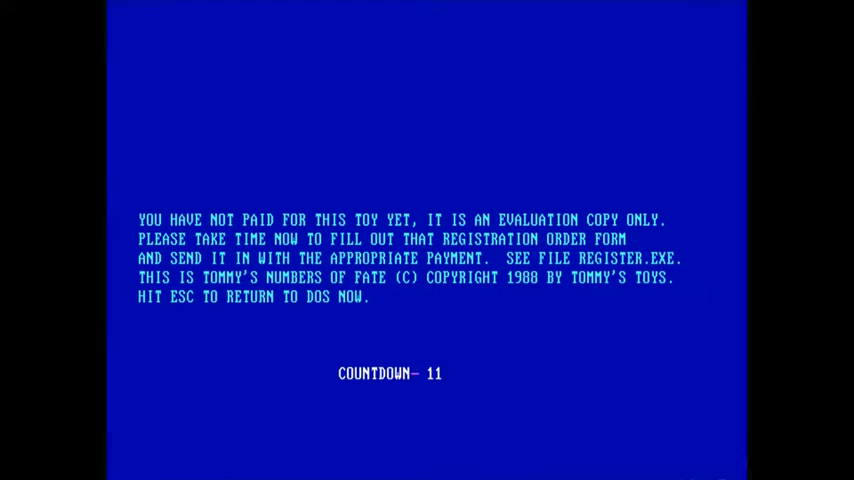 YOU HAVE NOT PAID FOR THIS TOY YET, IT IS AN EVALUATION COPY ONLY.
PLEASE TAKE TIME NOW TO FILL OUT THAT REGISTRATION ORDER FORM
AND SEND IT IN WITH THE APPROPRIATE PAYMENT.  SEE FILE REGISTER.EXE.
THIS IS TOMMY'S NUMBERS OF FATE (C) COPYRIGHT 1988 BY TOMMY'S TOYS.
HIT ESC TO RETURN TO DOS NOW.
COUNTDOWN- 11